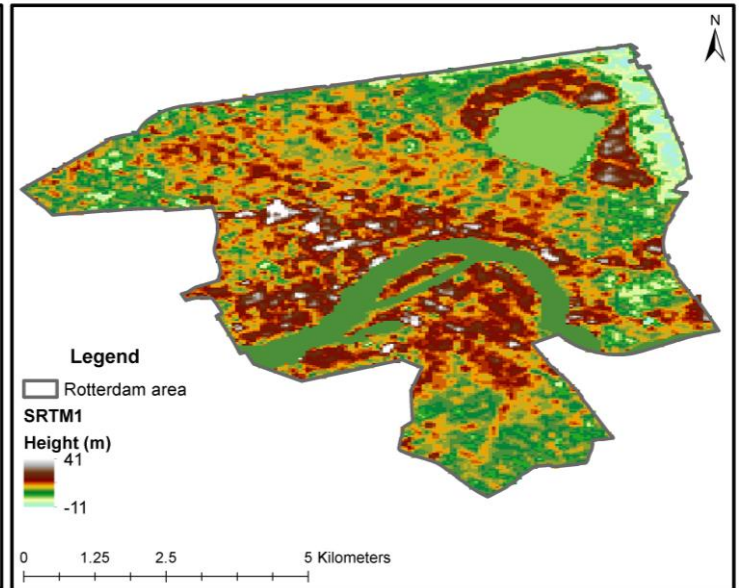 N
Legend
Rotterdam area
SRTM1
Height (m)
41
-11
0 1.25 2.5 5 Kilometers